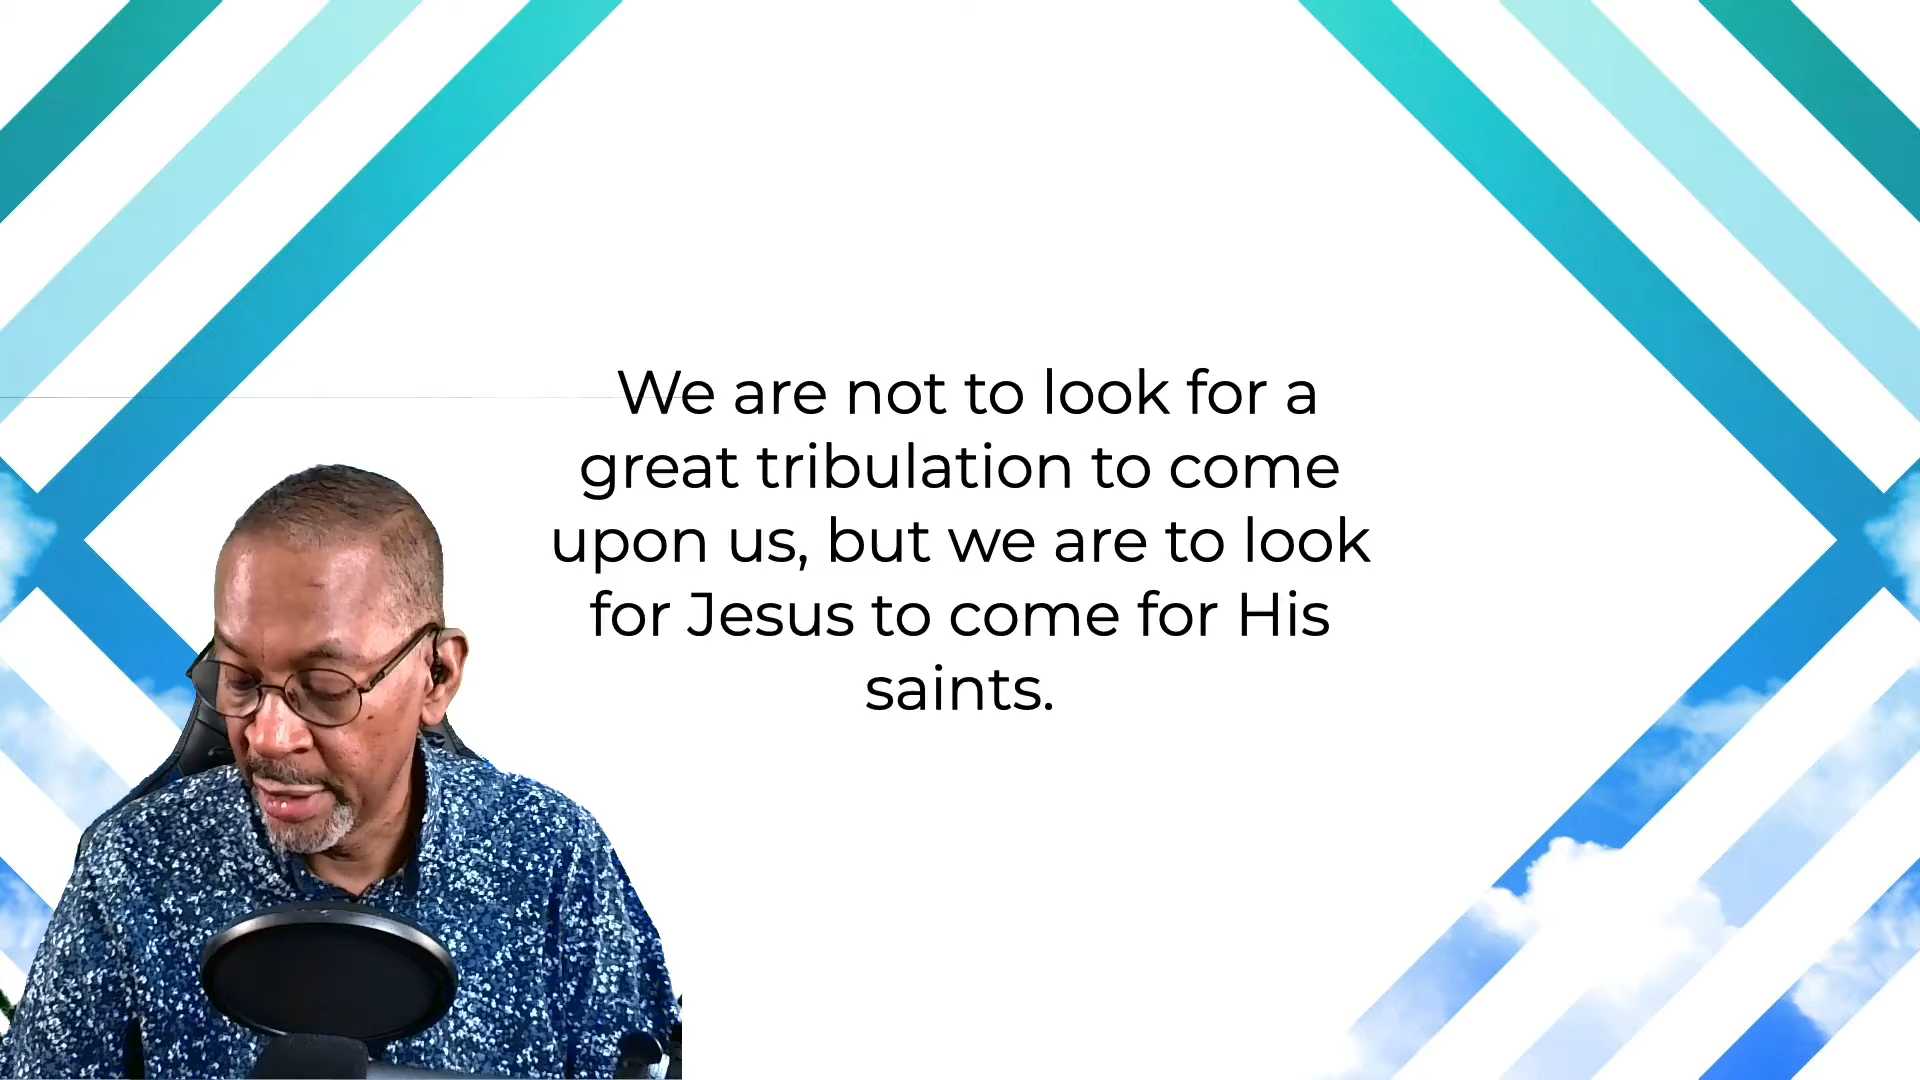 We are not to look for a
great tribulation to come
upon us, but we are to look
for Jesus to come for His
saints.